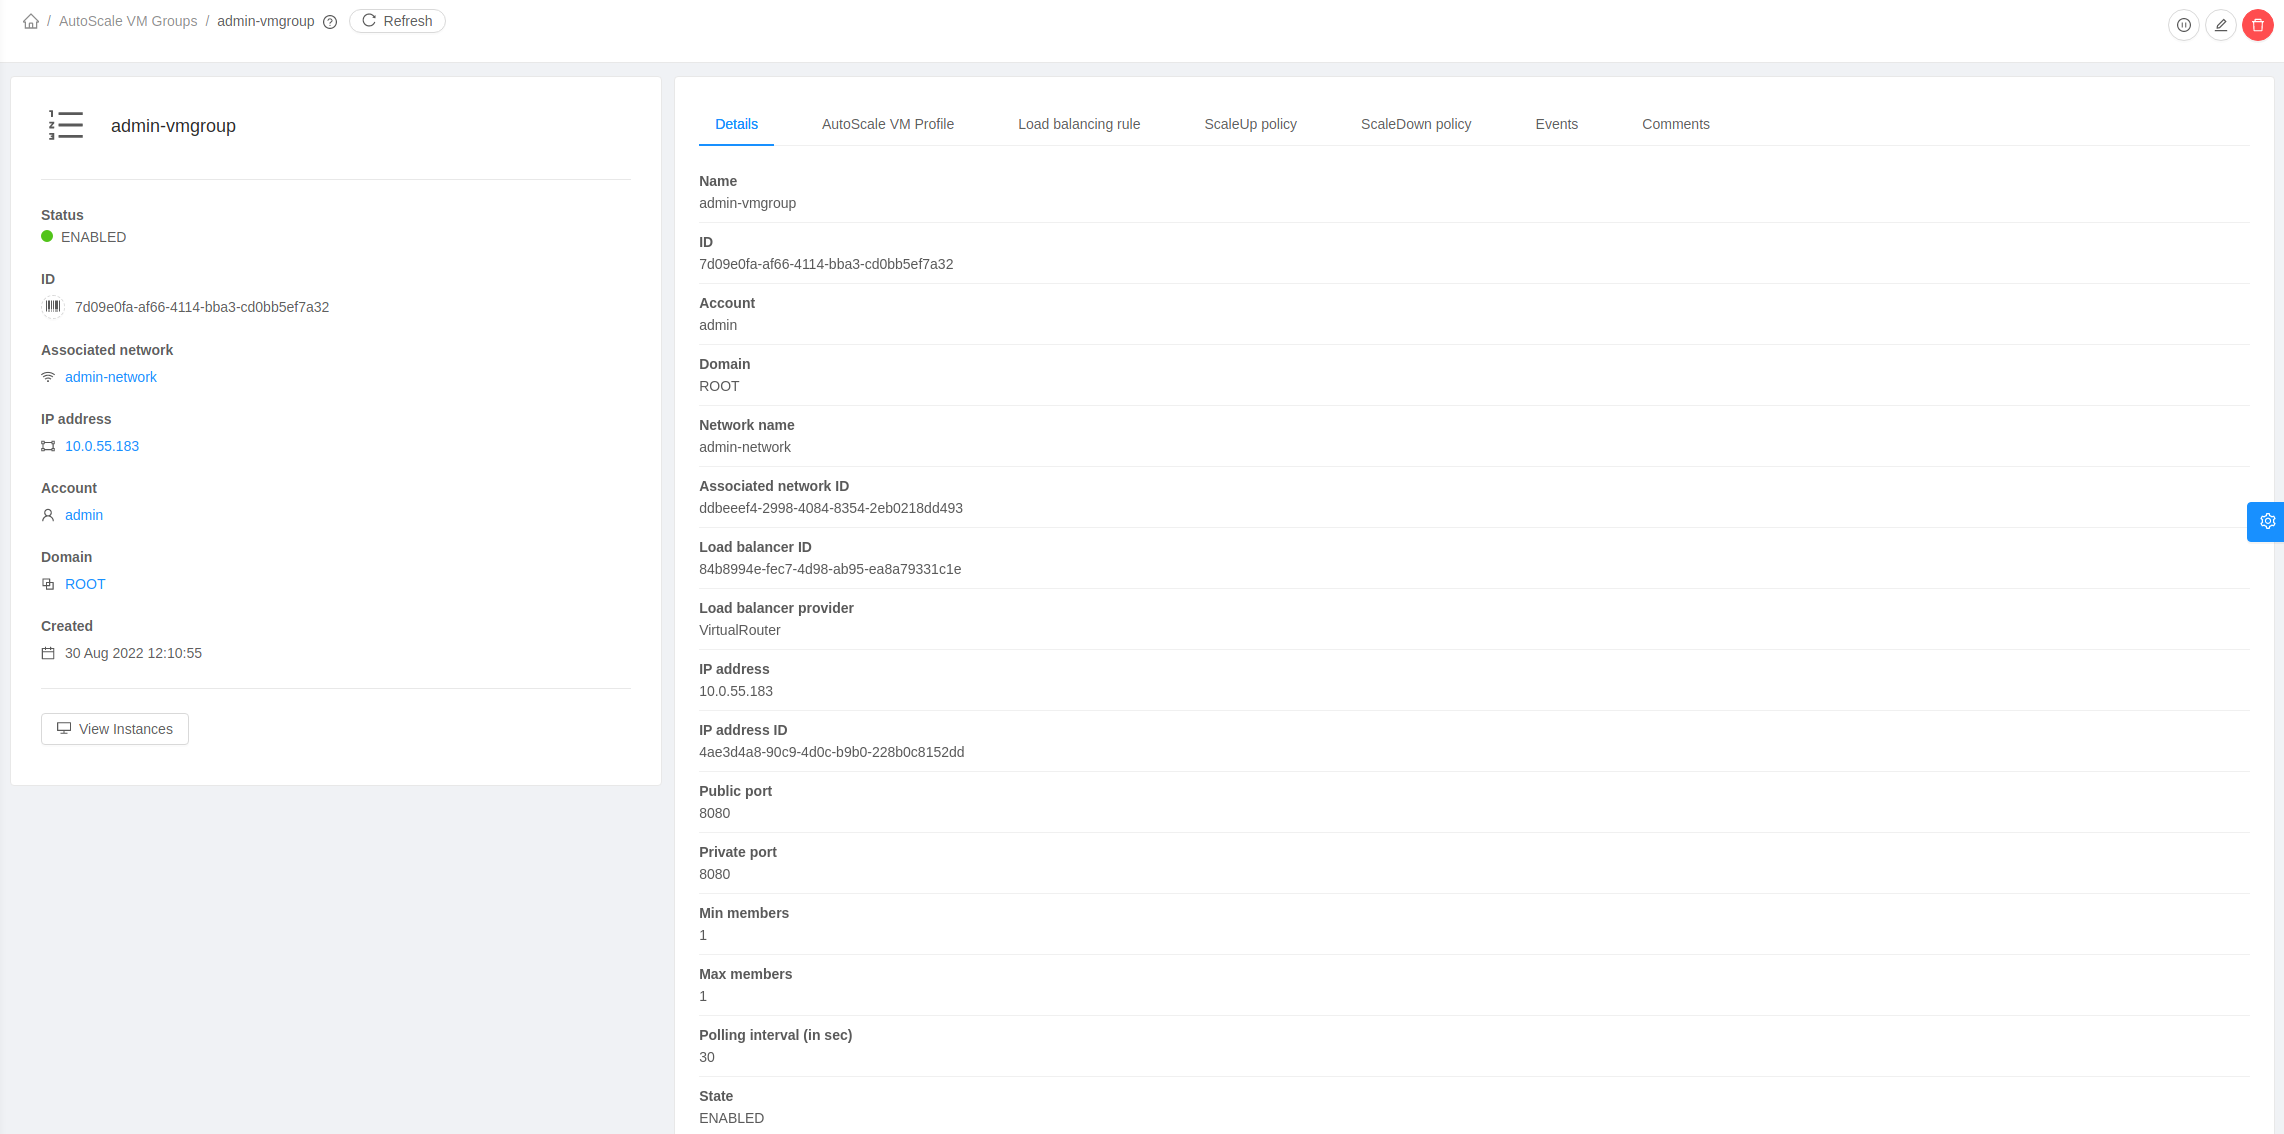 / AutoScale VM Groups / admin-vmgroup Refresh
admin-vmgroup
Status
ENABLED
ID
7d09e0fa-af66-4114-bba3-cd0bb5ef7a32
Associated network
admin-network
IP address
10.0.55.183
Account
admin
Domain
ROOT
Created
30 Aug 2022 12:10:55
View Instances
Details AutoScale VM Profile Load balancing rule ScaleUp policy ScaleDown policy Events Comments
Name
admin-vmgroup
ID
7d09e0fa-af66-4114-bba3-cd0bb5ef7a32
Account
admin
Domain
ROOT
Network name
admin-network
Associated network ID
ddbeeef4-2998-4084-8354-2eb0218dd493
Load balancer ID
84b8994e-fec7-4d98-ab95-ea8a79331c1e
Load balancer provider
VirtualRouter
IP address
10.0.55.183
IP address ID
4ae3d4a8-90c9-4d0c-b9b0-228b0c8152dd
Public port
8080
Private port
8080
Min members
1
Max members
1
Polling interval (in sec)
30
State
ENABLED